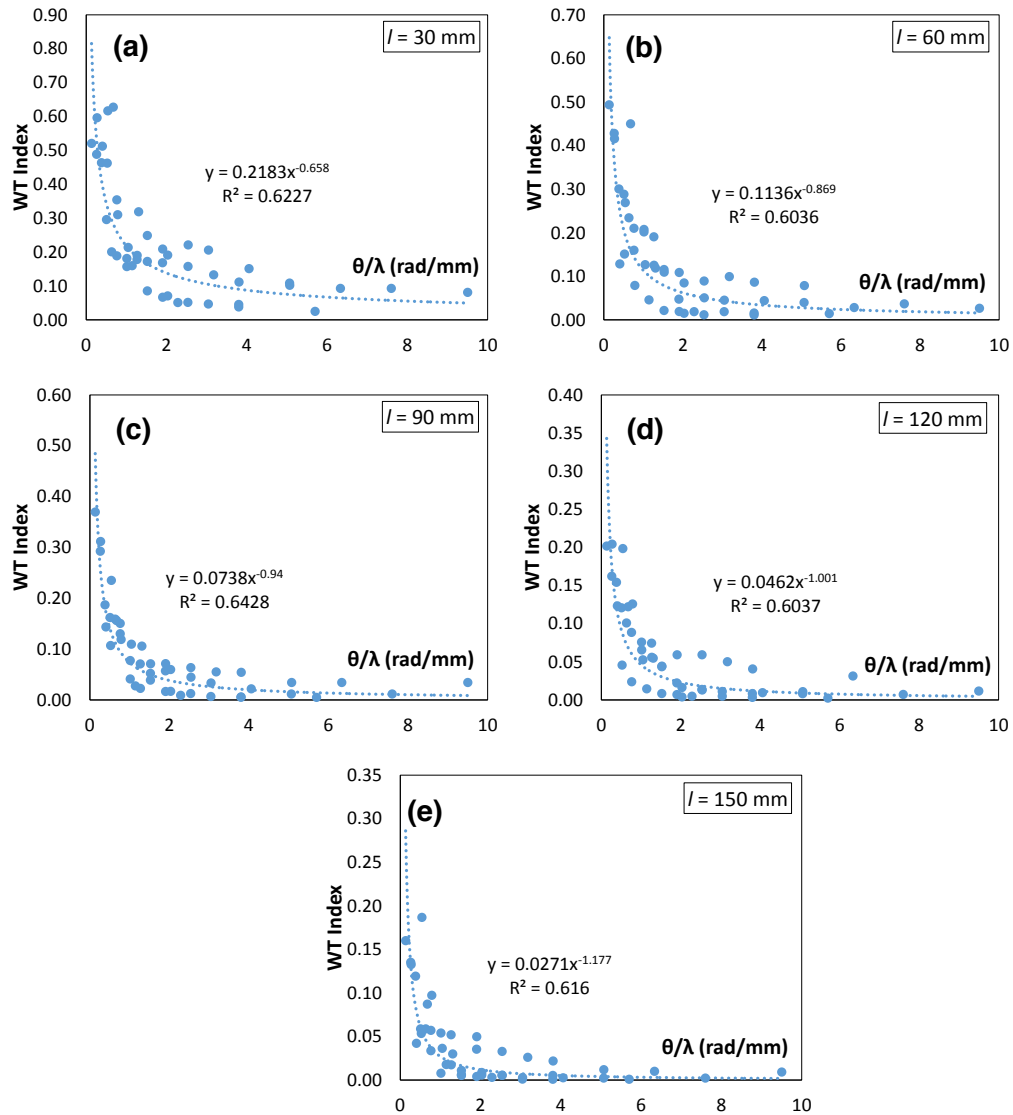 (a)
l = 30 mm
0.90
0.80
0.70
0.60
0.50
0.40
0.30
0.20
0.10
0.00
WT Index
y = 0.2183x^-0.658
R² = 0.6227
θ/λ (rad/mm)
0 2 4 6 8 10
(b)
l = 60 mm
0.70
0.60
0.50
0.40
0.30
0.20
0.10
0.00
WT Index
y = 0.1136x^-0.869
R² = 0.6036
θ/λ (rad/mm)
0 2 4 6 8 10
(c)
l = 90 mm
0.60
0.50
0.40
0.30
0.20
0.10
0.00
WT Index
y = 0.0738x^-0.94
R² = 0.6428
θ/λ (rad/mm)
0 2 4 6 8 10
(d)
l = 120 mm
0.40
0.35
0.30
0.25
0.20
0.15
0.10
0.05
0.00
WT Index
y = 0.0462x^-1.001
R² = 0.6037
θ/λ (rad/mm)
0 2 4 6 8 10
(e)
l = 150 mm
0.35
0.30
0.25
0.20
0.15
0.10
0.05
0.00
WT Index
y = 0.0271x^-1.177
R² = 0.616
θ/λ (rad/mm)
0 2 4 6 8 10